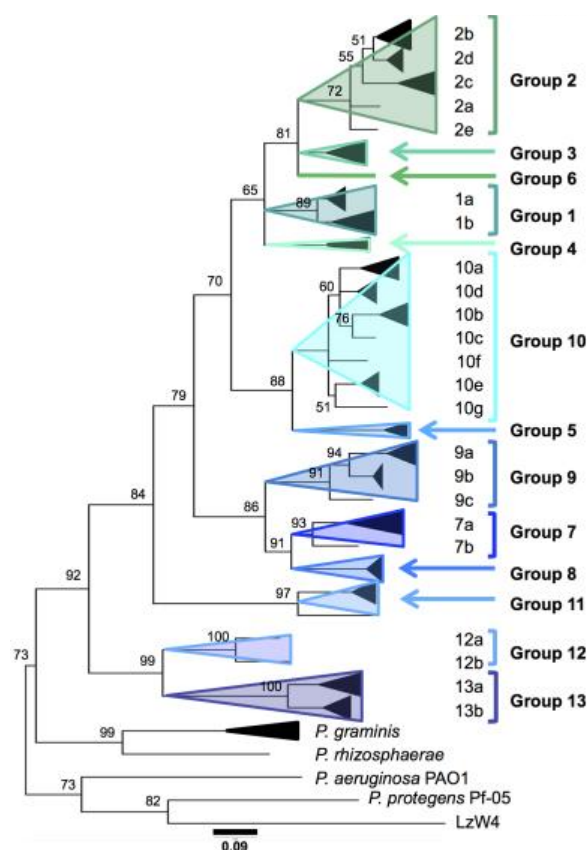 51
2b
55
2d
2c
Group 2
72
2a
2e
81
Group 3
Group 6
65
89
1a
1b
Group 1
Group 4
70
10a
60
10d
10b
76
10c
Group 10
10f
88
10e
51
10g
79
Group 5
94
9a
91
9b
Group 9
9c
84
86
93
7a
Group 7
7b
91
Group 8
92
97
Group 11
100
12a
Group 12
12b
99
100
13a
Group 13
13b
73
99
P. graminis
P. rhizosphaerae
73
P. aeruginosa PAO1
82
P. protegens Pf-05
LzW4
0.09